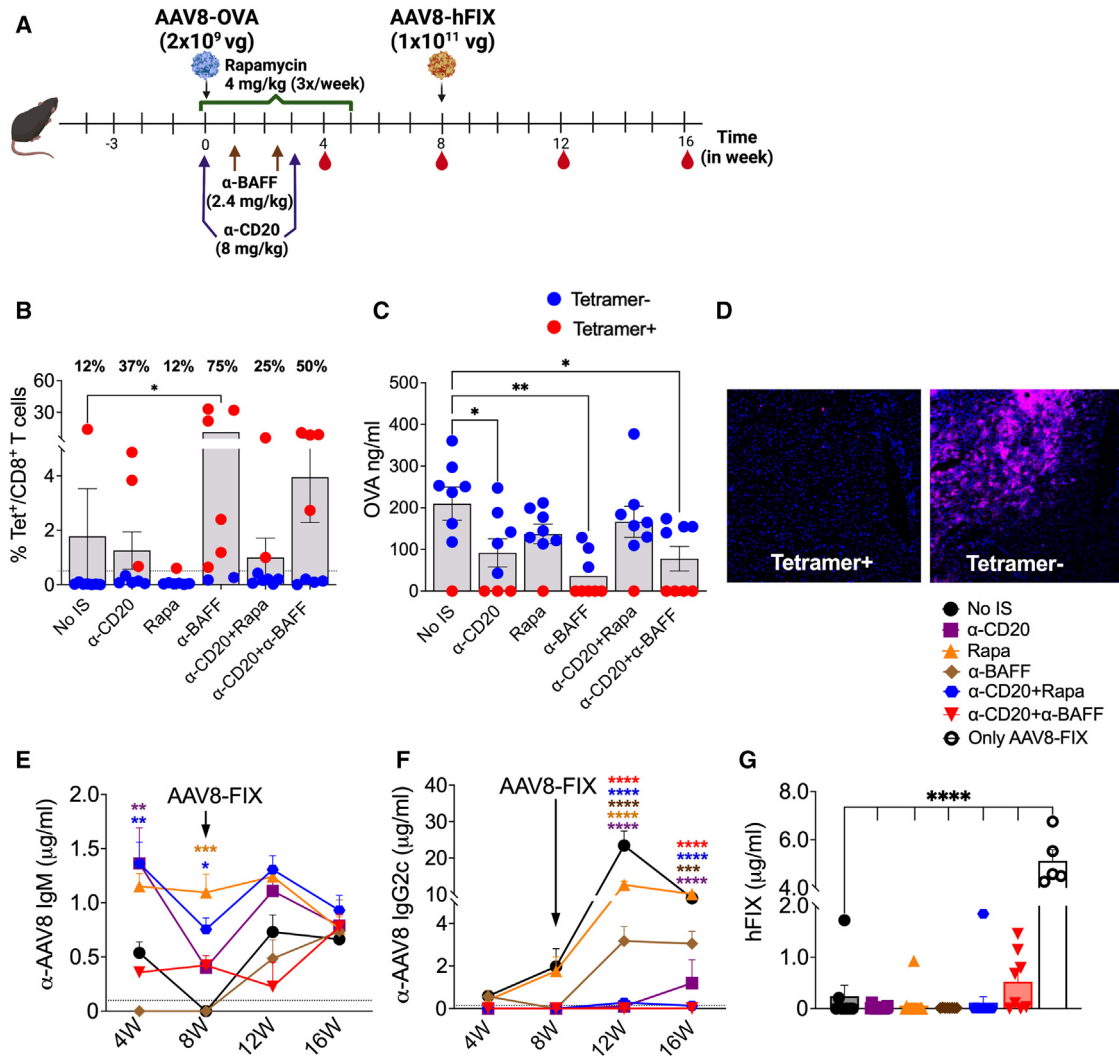 A
AAV8-OVA
(2x10⁹ vg)
AAV8-hFIX
(1x10¹¹ vg)
Rapamycin
4 mg/kg (3x/week)
-3 0 4 8 12 16
Time
(in week)
α-BAFF
(2.4 mg/kg)
α-CD20
(8 mg/kg)
B
12% 37% 12% 75% 25% 50%
*
% Tet⁺/CD8⁺ T cells
60
30
6
4
2
0
No IS
α-CD20
Rapa
α-BAFF
α-CD20+Rapa
α-CD20+α-BAFF
Tetramer-
Tetramer+
C
*
**
*
OVA ng/ml
500
400
300
200
100
0
No IS
α-CD20
Rapa
α-BAFF
α-CD20+Rapa
α-CD20+α-BAFF
D
Tetramer+
Tetramer-
No IS
α-CD20
Rapa
α-BAFF
α-CD20+Rapa
α-CD20+α-BAFF
Only AAV8-FIX
E
AAV8-FIX
α-AAV8 IgM (μg/ml)
2.0
1.5
1.0
0.5
0
**
**
***
*
4W
8W
12W
16W
F
AAV8-FIX
α-AAV8 IgG2c (μg/ml)
40
30
20
10
4
2
0
****
****
****
****
****
****
****
***
****
4W
8W
12W
16W
G
****
hFIX (μg/ml)
8.0
6.0
4.0
2.0
1.0
0